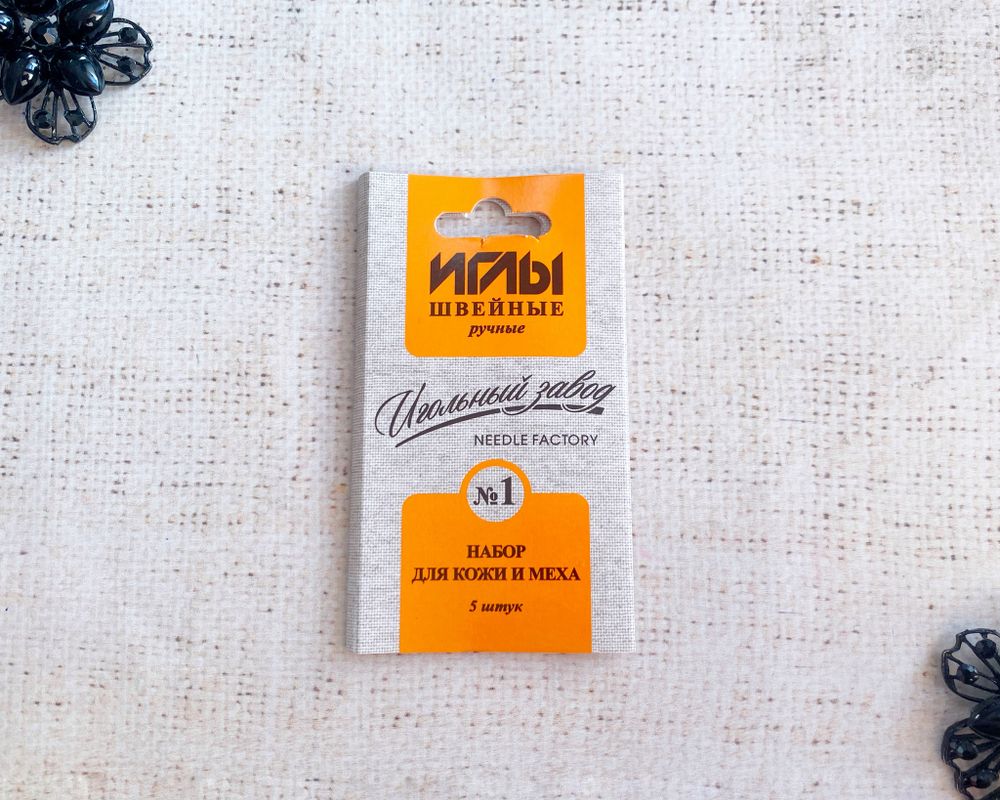 ИГЛЫ
ШВЕЙНЫЕ
ручные
Игольный завод
NEEDLE FACTORY
№1
НАБОР
ДЛЯ КОЖИ И МЕХА
5 штук